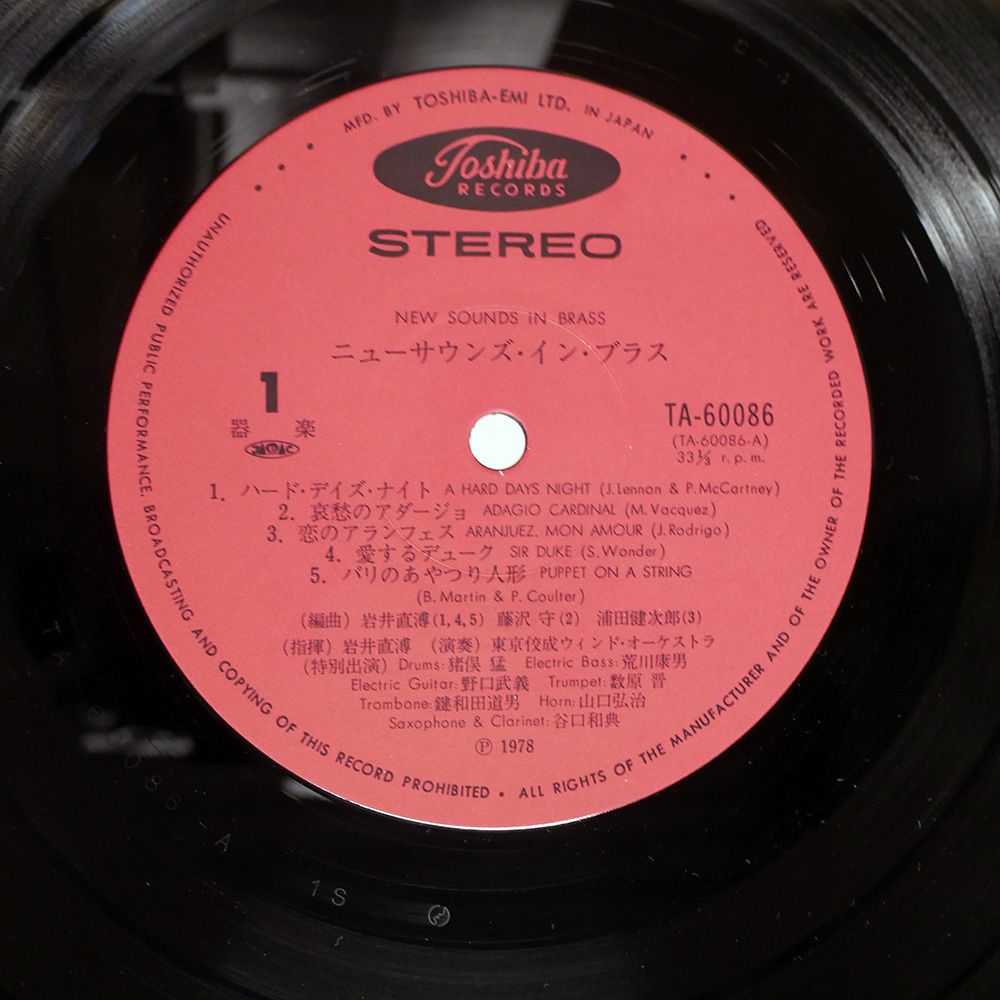 MFD. BY TOSHIBA-EMI LTD. IN JAPAN
Toshiba
RECORDS
STEREO
NEW SOUNDS IN BRASS
ニューサウンズ・イン・ブラス
1
器 楽
TA-60086
(TA-60086-A)
33⅓ r.p.m.
1. ハード・デイズ・ナイト A HARD DAYS NIGHT (J. Lennon & P. McCartney)
2. 哀愁のアダージョ ADAGIO CARDINAL (M. Vacquez)
3. 恋のアランフェス ARANJUEZ, MON AMOUR (J. Rodrigo)
4. 愛するデューク SIR DUKE (S. Wonder)
5. パリのあやつり人形 PUPPET ON A STRING
(B. Martin & P. Coulter)
(編曲) 岩井直溥(1,4,5) 藤沢 守(2) 浦田健次郎(3)
(指揮) 岩井直溥 (演奏) 東京佼成ウィンド・オーケストラ
(特別出演) Drums: 猪俣 猛 Electric Bass: 荒川康男
Electric Guitar: 野口武義 Trumpet: 数原 晋
Trombone: 鍵和田道男 Horn: 山口弘治
Saxophone & Clarinet: 谷口和典
Ⓟ 1978
UNAUTHORIZED PUBLIC PERFORMANCE, BROADCASTING AND COPYING OF THIS RECORD PROHIBITED • ALL RIGHTS OF THE MANUFACTURER AND OF THE OWNER OF THE RECORDED WORK ARE RESERVED
1S